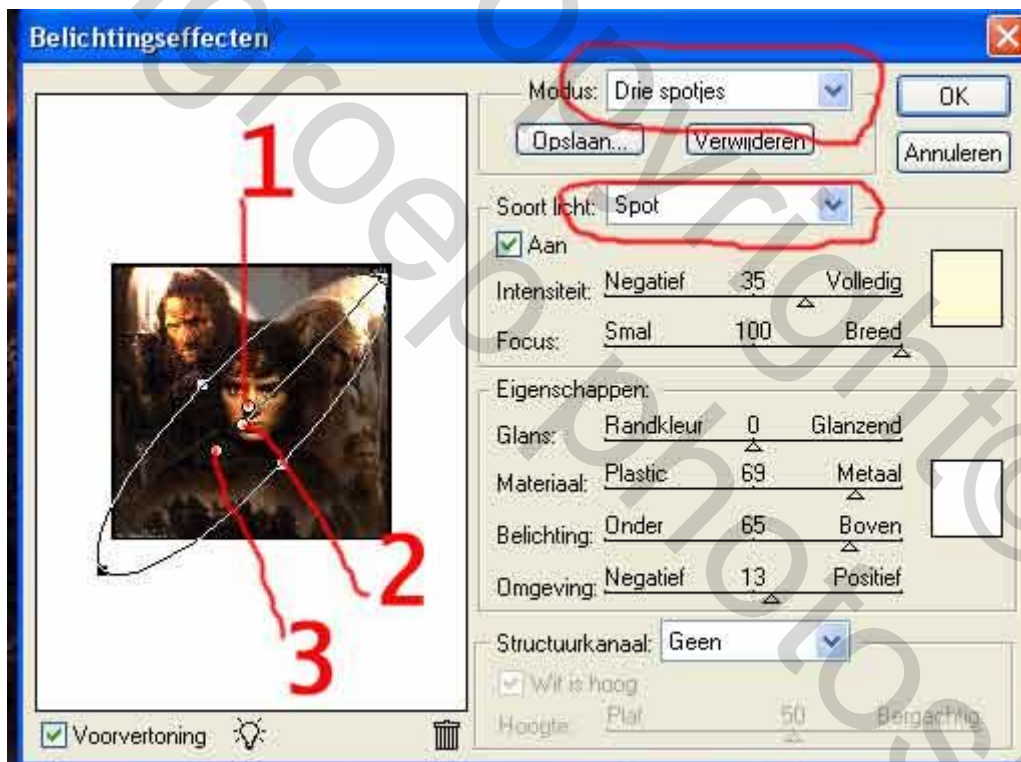 Belichtingseffecten
Modus: Drie spotjes
OK
Opslaan... Verwijderen
Annuleren
1
Soort licht: Spot
Aan
Intensiteit: Negatief 35 Volledig
Focus: Smal 100 Breed
Eigenschappen:
Glans: Randkleur 0 Glanzend
Materiaal: Plastic 69 Metaal
Belichting: Onder 65 Boven
2
Omgeving: Negatief 13 Positief
3
Structuurkanaal: Geen
Wit is hoog
Hoogte: Plat 50 Bergachtig
Voorvertoning